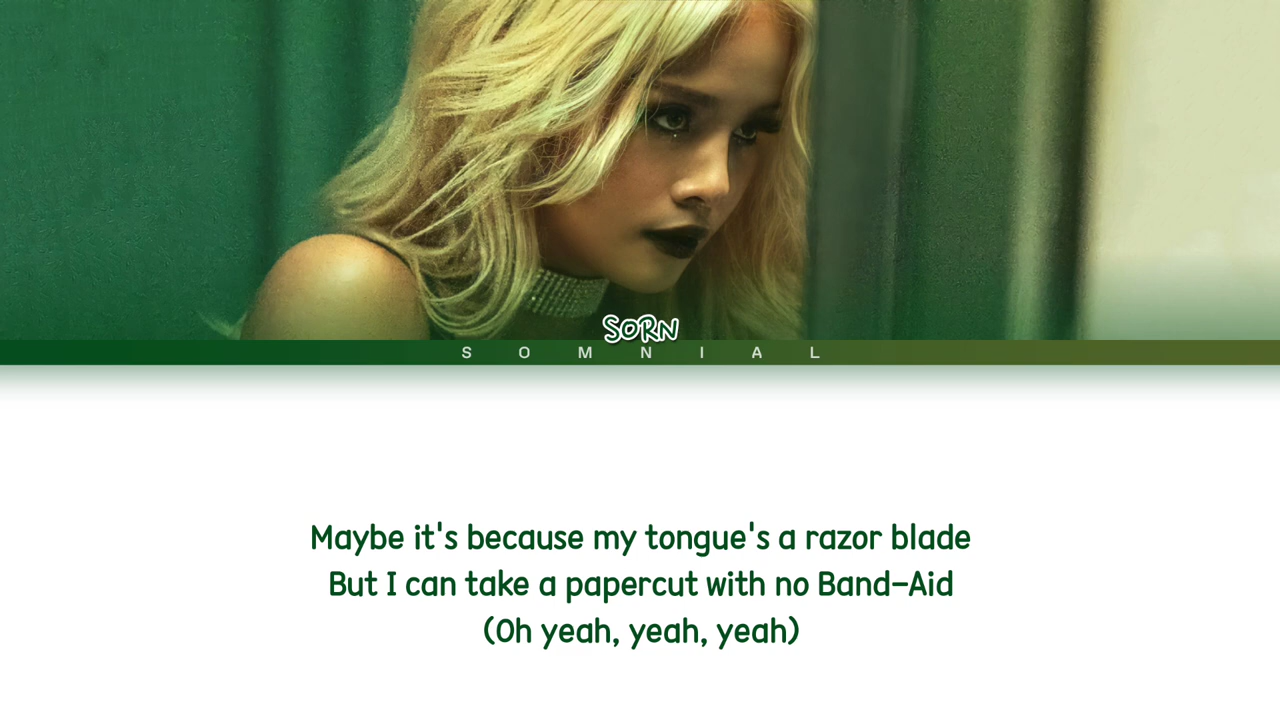 SORN
SOMNIAL
Maybe it's because my tongue's a razor blade
But I can take a papercut with no Band-Aid
(Oh yeah, yeah, yeah)